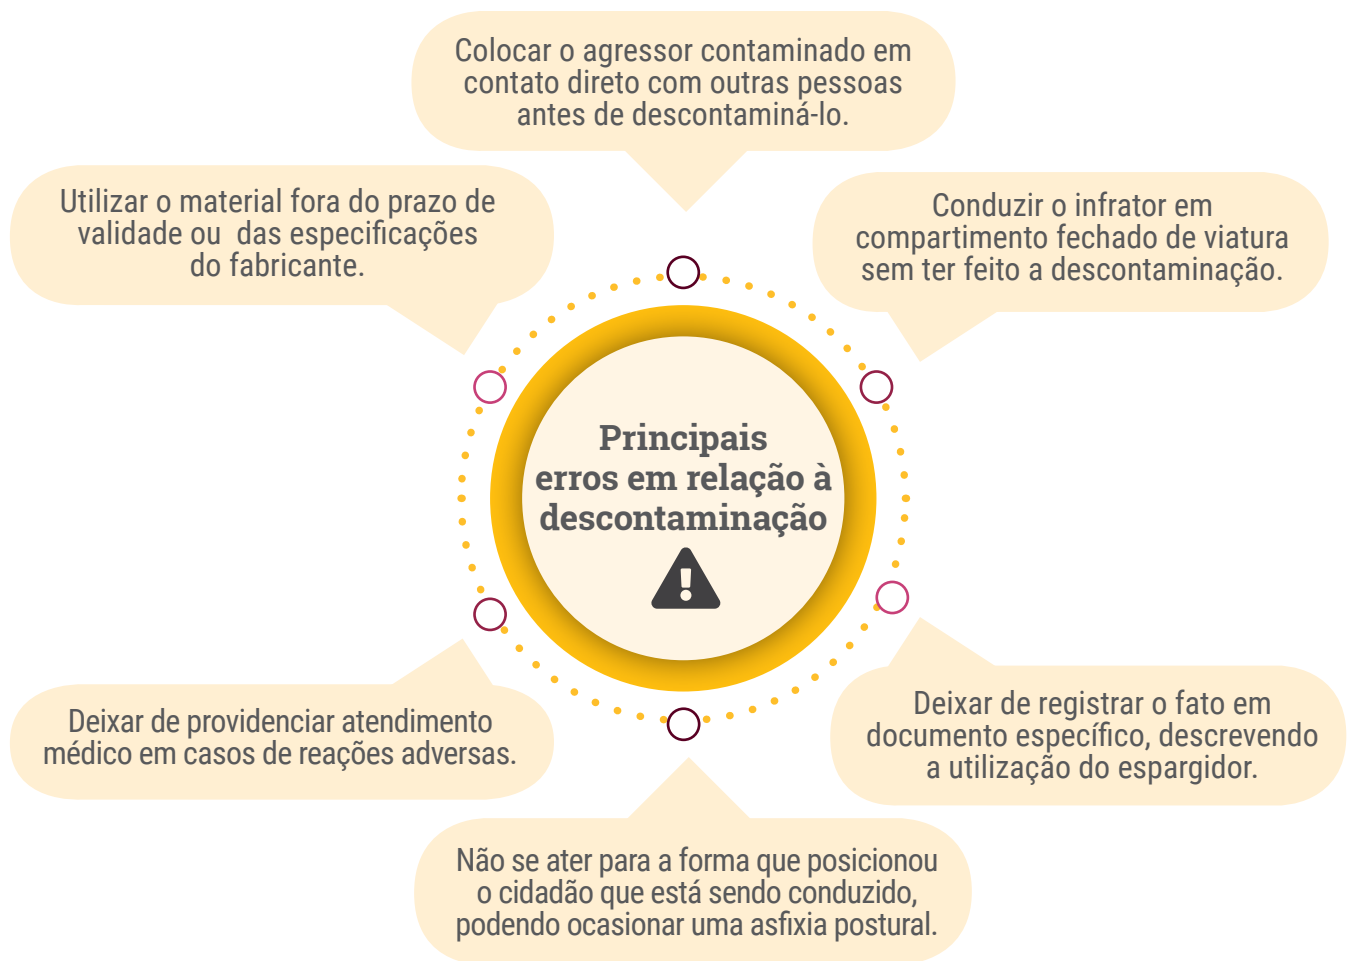 Colocar o agressor contaminado em
contato direto com outras pessoas
antes de descontaminá-lo.
Utilizar o material fora do prazo de
validade ou das especificações
do fabricante.
Conduzir o infrator em
compartimento fechado de viatura
sem ter feito a descontaminação.
Principais
erros em relação à
descontaminação
Deixar de providenciar atendimento
médico em casos de reações adversas.
Deixar de registrar o fato em
documento específico, descrevendo
a utilização do espargidor.
Não se ater para a forma que posicionou
o cidadão que está sendo conduzido,
podendo ocasionar uma asfixia postural.